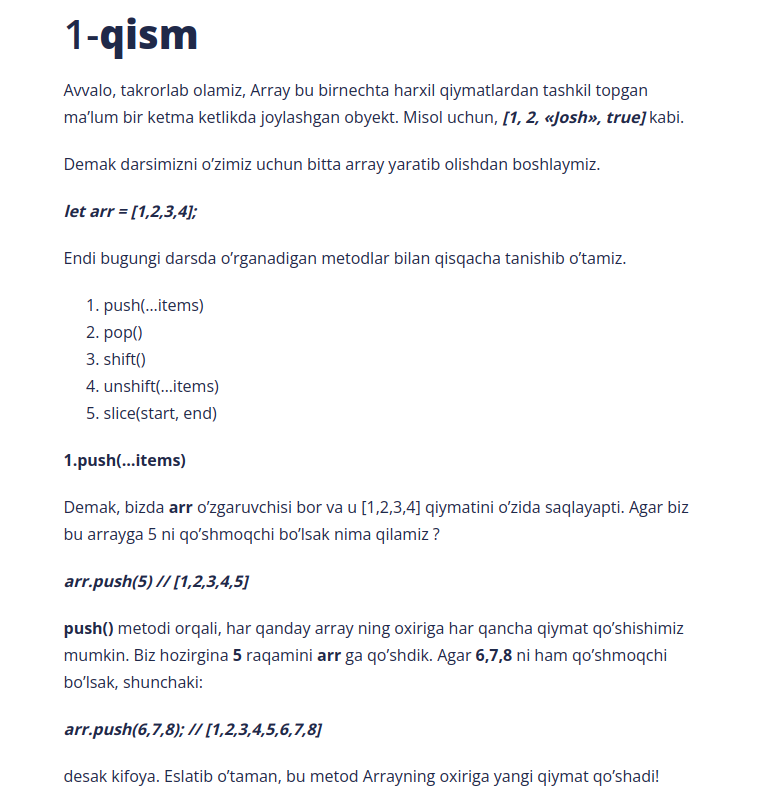 1-qism
Avvalo, takrorlab olamiz, Array bu birnechta harxil qiymatlardan tashkil topgan
ma’lum bir ketma ketlikda joylashgan obyekt. Misol uchun, [1, 2, «Josh», true] kabi.
Demak darsimizni o’zimiz uchun bitta array yaratib olishdan boshlaymiz.
let arr = [1,2,3,4];
Endi bugungi darsda o’rganadigan metodlar bilan qisqacha tanishib o’tamiz.
1. push(…items)
2. pop()
3. shift()
4. unshift(…items)
5. slice(start, end)
1.push(…items)
Demak, bizda arr o’zgaruvchisi bor va u [1,2,3,4] qiymatini o’zida saqlayapti. Agar biz
bu arrayga 5 ni qo’shmoqchi bo’lsak nima qilamiz ?
arr.push(5) // [1,2,3,4,5]
push() metodi orqali, har qanday array ning oxiriga har qancha qiymat qo’shishimiz
mumkin. Biz hozirgina 5 raqamini arr ga qo’shdik. Agar 6,7,8 ni ham qo’shmoqchi
bo’lsak, shunchaki:
arr.push(6,7,8); // [1,2,3,4,5,6,7,8]
desak kifoya. Eslatib o’taman, bu metod Arrayning oxiriga yangi qiymat qo’shadi!